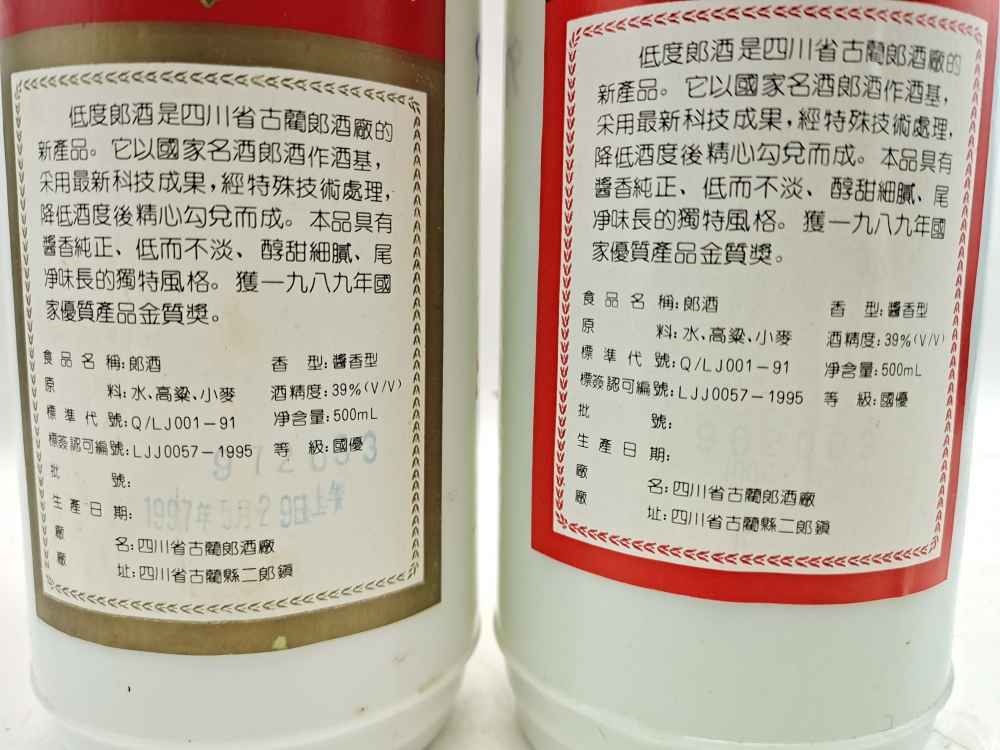 低度郎酒是四川省古藺郎酒廠的
新產品。它以國家名酒郎酒作酒基，
采用最新科技成果，經特殊技術處理，
降低酒度後精心勾兌而成。本品具有
醬香純正、低而不淡、醇甜細膩、尾
凈味長的獨特風格。獲一九八九年國
家優質產品金質獎。
食品名稱:郎酒 香型:醬香型
原料:水、高粱、小麥 酒精度:39%(V/V)
標準代號:Q/LJ001-91 净含量:500mL
標簽認可編號:LJJ0057-1995 等級:國優
批號:
生產日期:1997年5月29日上午
廠名:四川省古藺郎酒廠
廠址:四川省古藺縣二郎鎮
低度郎酒是四川省古藺郎酒廠的
新產品。它以國家名酒郎酒作酒基，
采用最新科技成果，經特殊技術處理，
降低酒度後精心勾兌而成。本品具有
醬香純正、低而不淡、醇甜細膩、尾
凈味長的獨特風格。獲一九八九年國
家優質產品金質獎。
食品名稱:郎酒 香型:醬香型
原料:水、高粱、小麥 酒精度:39%(V/V)
標準代號:Q/LJ001-91 净含量:500mL
標簽認可編號:LJJ0057-1995 等級:國優
批號:
生產日期:
廠名:四川省古藺郎酒廠
廠址:四川省古藺縣二郎鎮